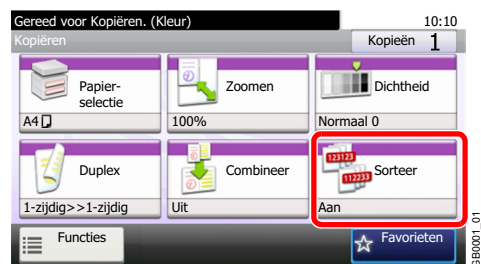 Gereed voor Kopiëren. (Kleur) 10:10
Kopiëren Kopieën 1
Papier-
selectie
A4
Zoomen
100%
Dichtheid
Normaal 0
Duplex
1-zijdig>>1-zijdig
Combineer
Uit
123123
112233
Sorteer
Aan
Functies
Favorieten